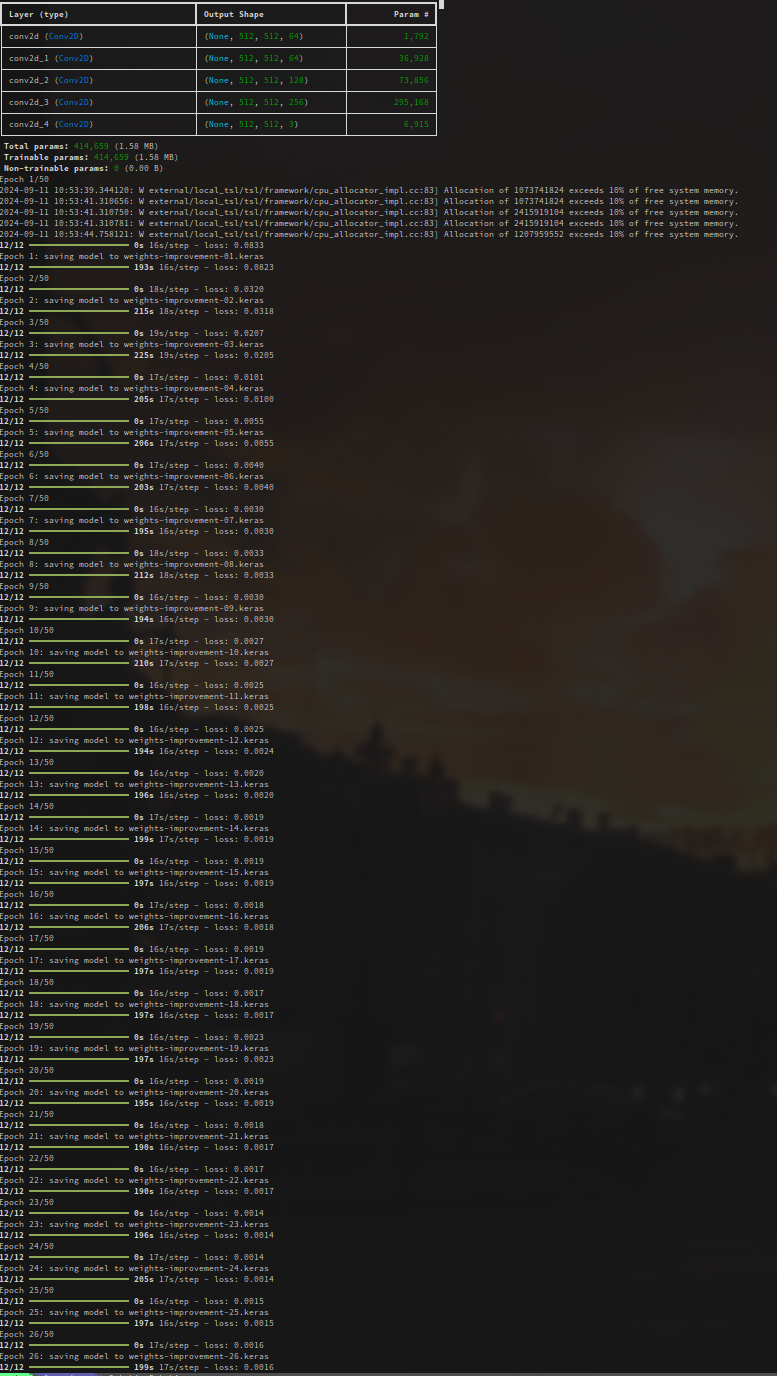 Layer (type) Output Shape Param #
conv2d (Conv2D) (None, 512, 512, 64) 1,792
conv2d_1 (Conv2D) (None, 512, 512, 64) 36,928
conv2d_2 (Conv2D) (None, 512, 512, 128) 73,856
conv2d_3 (Conv2D) (None, 512, 512, 256) 295,168
conv2d_4 (Conv2D) (None, 512, 512, 3) 6,915
Total params: 414,659 (1.58 MB)
Trainable params: 414,659 (1.58 MB)
Non-trainable params: 0 (0.00 B)
Epoch 1/50
2024-09-11 10:53:39.344120: W external/local_tsl/tsl/framework/cpu_allocator_impl.cc:83] Allocation of 1073741824 exceeds 10% of free system memory.
2024-09-11 10:53:41.310656: W external/local_tsl/tsl/framework/cpu_allocator_impl.cc:83] Allocation of 1073741824 exceeds 10% of free system memory.
2024-09-11 10:53:41.310750: W external/local_tsl/tsl/framework/cpu_allocator_impl.cc:83] Allocation of 2415919104 exceeds 10% of free system memory.
2024-09-11 10:53:41.310781: W external/local_tsl/tsl/framework/cpu_allocator_impl.cc:83] Allocation of 2415919104 exceeds 10% of free system memory.
2024-09-11 10:53:44.758121: W external/local_tsl/tsl/framework/cpu_allocator_impl.cc:83] Allocation of 1207959552 exceeds 10% of free system memory.
12/12 0s 16s/step - loss: 0.0833
Epoch 1: saving model to weights-improvement-01.keras
12/12 193s 16s/step - loss: 0.0823
Epoch 2/50
12/12 0s 18s/step - loss: 0.0320
Epoch 2: saving model to weights-improvement-02.keras
12/12 215s 18s/step - loss: 0.0318
Epoch 3/50
12/12 0s 19s/step - loss: 0.0207
Epoch 3: saving model to weights-improvement-03.keras
12/12 225s 19s/step - loss: 0.0205
Epoch 4/50
12/12 0s 17s/step - loss: 0.0101
Epoch 4: saving model to weights-improvement-04.keras
12/12 205s 17s/step - loss: 0.0100
Epoch 5/50
12/12 0s 17s/step - loss: 0.0055
Epoch 5: saving model to weights-improvement-05.keras
12/12 206s 17s/step - loss: 0.0055
Epoch 6/50
12/12 0s 17s/step - loss: 0.0040
Epoch 6: saving model to weights-improvement-06.keras
12/12 203s 17s/step - loss: 0.0040
Epoch 7/50
12/12 0s 16s/step - loss: 0.0030
Epoch 7: saving model to weights-improvement-07.keras
12/12 195s 16s/step - loss: 0.0030
Epoch 8/50
12/12 0s 18s/step - loss: 0.0033
Epoch 8: saving model to weights-improvement-08.keras
12/12 212s 18s/step - loss: 0.0033
Epoch 9/50
12/12 0s 16s/step - loss: 0.0030
Epoch 9: saving model to weights-improvement-09.keras
12/12 194s 16s/step - loss: 0.0030
Epoch 10/50
12/12 0s 17s/step - loss: 0.0027
Epoch 10: saving model to weights-improvement-10.keras
12/12 210s 17s/step - loss: 0.0027
Epoch 11/50
12/12 0s 16s/step - loss: 0.0025
Epoch 11: saving model to weights-improvement-11.keras
12/12 198s 16s/step - loss: 0.0025
Epoch 12/50
12/12 0s 16s/step - loss: 0.0025
Epoch 12: saving model to weights-improvement-12.keras
12/12 194s 16s/step - loss: 0.0024
Epoch 13/50
12/12 0s 16s/step - loss: 0.0020
Epoch 13: saving model to weights-improvement-13.keras
12/12 196s 16s/step - loss: 0.0020
Epoch 14/50
12/12 0s 17s/step - loss: 0.0019
Epoch 14: saving model to weights-improvement-14.keras
12/12 199s 17s/step - loss: 0.0019
Epoch 15/50
12/12 0s 16s/step - loss: 0.0019
Epoch 15: saving model to weights-improvement-15.keras
12/12 197s 16s/step - loss: 0.0019
Epoch 16/50
12/12 0s 17s/step - loss: 0.0018
Epoch 16: saving model to weights-improvement-16.keras
12/12 206s 17s/step - loss: 0.0018
Epoch 17/50
12/12 0s 16s/step - loss: 0.0019
Epoch 17: saving model to weights-improvement-17.keras
12/12 197s 16s/step - loss: 0.0019
Epoch 18/50
12/12 0s 16s/step - loss: 0.0017
Epoch 18: saving model to weights-improvement-18.keras
12/12 197s 16s/step - loss: 0.0017
Epoch 19/50
12/12 0s 16s/step - loss: 0.0023
Epoch 19: saving model to weights-improvement-19.keras
12/12 197s 16s/step - loss: 0.0023
Epoch 20/50
12/12 0s 16s/step - loss: 0.0019
Epoch 20: saving model to weights-improvement-20.keras
12/12 195s 16s/step - loss: 0.0019
Epoch 21/50
12/12 0s 16s/step - loss: 0.0018
Epoch 21: saving model to weights-improvement-21.keras
12/12 190s 16s/step - loss: 0.0017
Epoch 22/50
12/12 0s 16s/step - loss: 0.0017
Epoch 22: saving model to weights-improvement-22.keras
12/12 190s 16s/step - loss: 0.0017
Epoch 23/50
12/12 0s 16s/step - loss: 0.0014
Epoch 23: saving model to weights-improvement-23.keras
12/12 196s 16s/step - loss: 0.0014
Epoch 24/50
12/12 0s 17s/step - loss: 0.0014
Epoch 24: saving model to weights-improvement-24.keras
12/12 205s 17s/step - loss: 0.0014
Epoch 25/50
12/12 0s 16s/step - loss: 0.0015
Epoch 25: saving model to weights-improvement-25.keras
12/12 197s 16s/step - loss: 0.0015
Epoch 26/50
12/12 0s 17s/step - loss: 0.0016
Epoch 26: saving model to weights-improvement-26.keras
12/12 199s 17s/step - loss: 0.0016